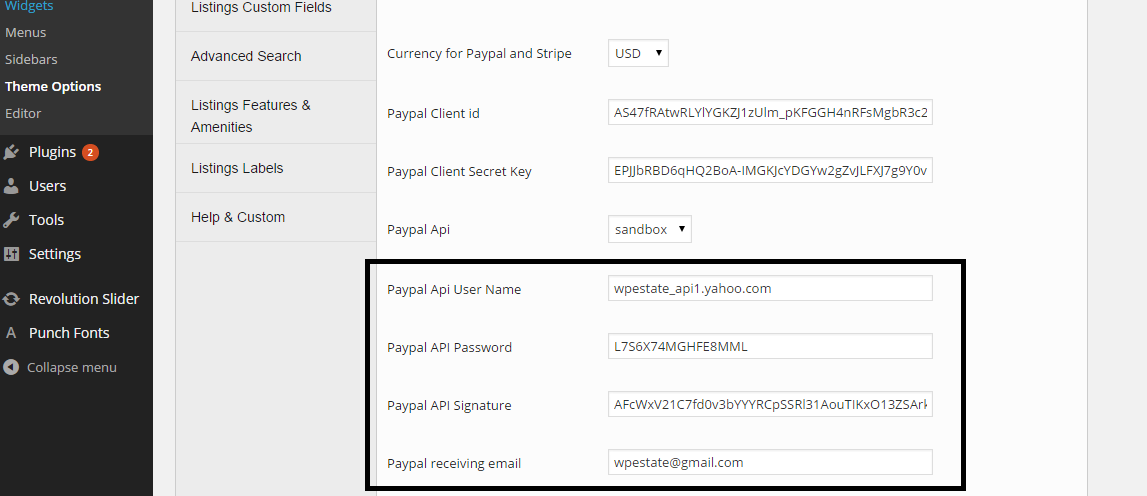 Widgets
Menus
Sidebars
Theme Options
Editor
Plugins 2
Users
Tools
Settings
Revolution Slider
Punch Fonts
Collapse menu
Listings Custom Fields
Advanced Search
Listings Features &
Amenities
Listings Labels
Help & Custom
Currency for Paypal and Stripe USD
Paypal Client id AS47fRAtwRLYlYGKZJ1zUlm_pKFGGH4nRFsMgbR3c2
Paypal Client Secret Key EPJJbRBD6qHQ2BoA-IMGKJcYDGYw2gZvJLFXJ7g9Y0v
Paypal Api sandbox
Paypal Api User Name wpestate_api1.yahoo.com
Paypal API Password L7S6X74MGHFE8MML
Paypal API Signature AFcWxV21C7fd0v3bYYYRCpSSRl31AouTIKxO13ZSArk
Paypal receiving email wpestate@gmail.com